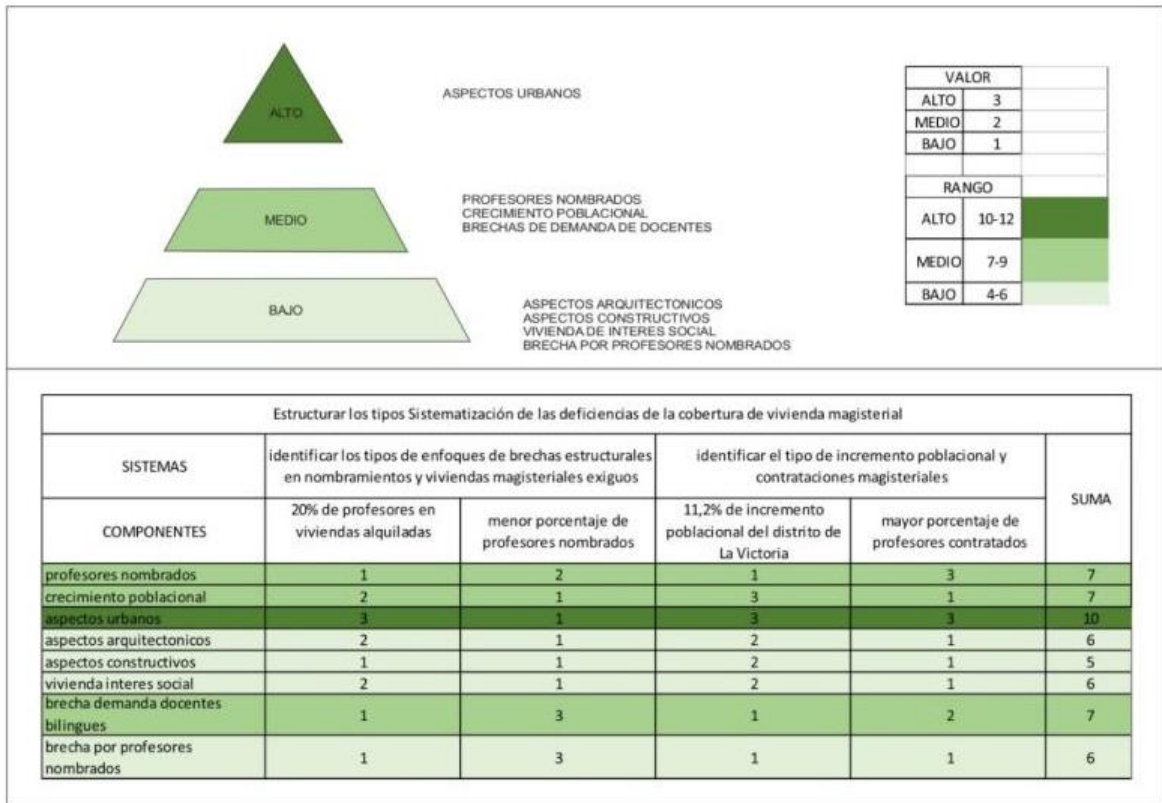 ALTO
ASPECTOS URBANOS
MEDIO
PROFESORES NOMBRADOS
CRECIMIENTO POBLACIONAL
BRECHAS DE DEMANDA DE DOCENTES
BAJO
ASPECTOS ARQUITECTONICOS
ASPECTOS CONSTRUCTIVOS
VIVIENDA DE INTERES SOCIAL
BRECHA POR PROFESORES NOMBRADOS
VALOR
ALTO 3
MEDIO 2
BAJO 1
RANGO
ALTO 10-12
MEDIO 7-9
BAJO 4-6
Estructurar los tipos Sistematización de las deficiencias de la cobertura de vivienda magisterial
SISTEMAS
identificar los tipos de enfoques de brechas estructurales
en nombramientos y viviendas magisteriales exiguos
identificar el tipo de incremento poblacional y
contrataciones magisteriales
SUMA
COMPONENTES
20% de profesores en
viviendas alquiladas
menor porcentaje de
profesores nombrados
11,2% de incremento
poblacional del distrito de
La Victoria
mayor porcentaje de
profesores contratados
profesores nombrados 1 2 1 3 7
crecimiento poblacional 2 1 3 1 7
aspectos urbanos 3 1 3 3 10
aspectos arquitectonicos 2 1 2 1 6
aspectos constructivos 1 1 2 1 5
vivienda interes social 2 1 2 1 6
brecha demanda docentes
bilingues 1 3 1 2 7
brecha por profesores
nombrados 1 3 1 1 6